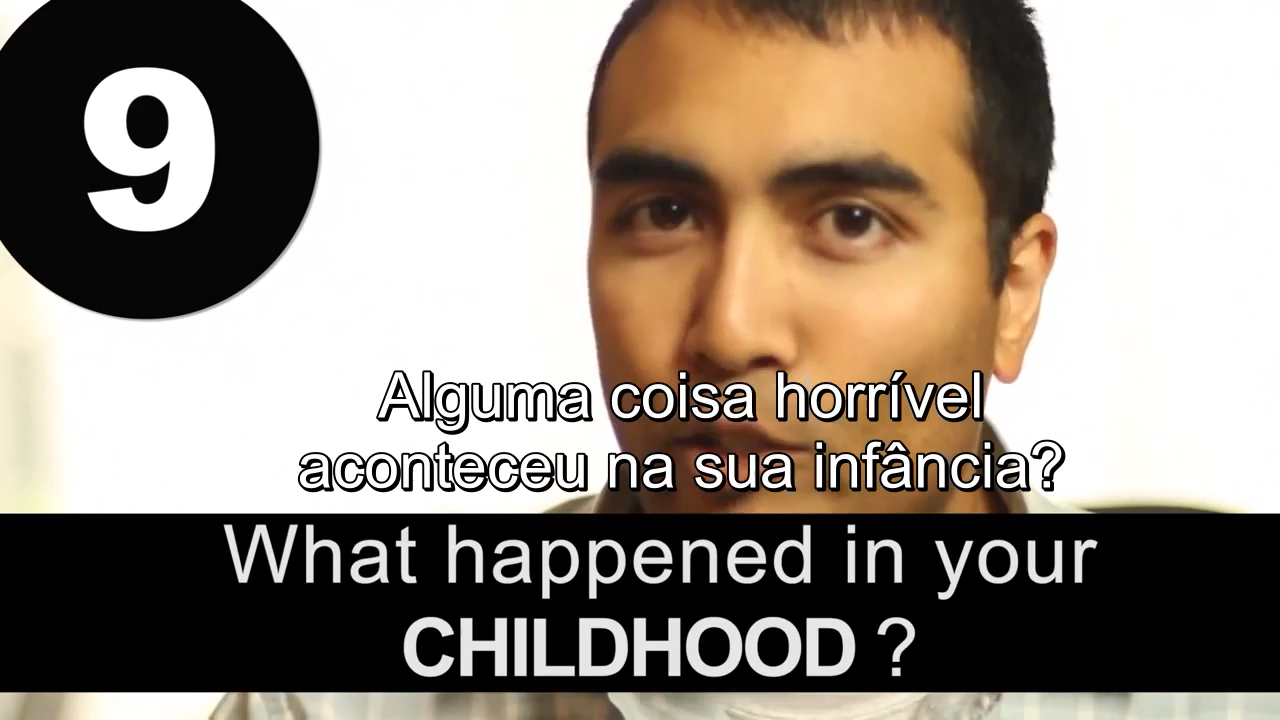 9
Alguma coisa horrível
aconteceu na sua infância?
What happened in your
CHILDHOOD ?